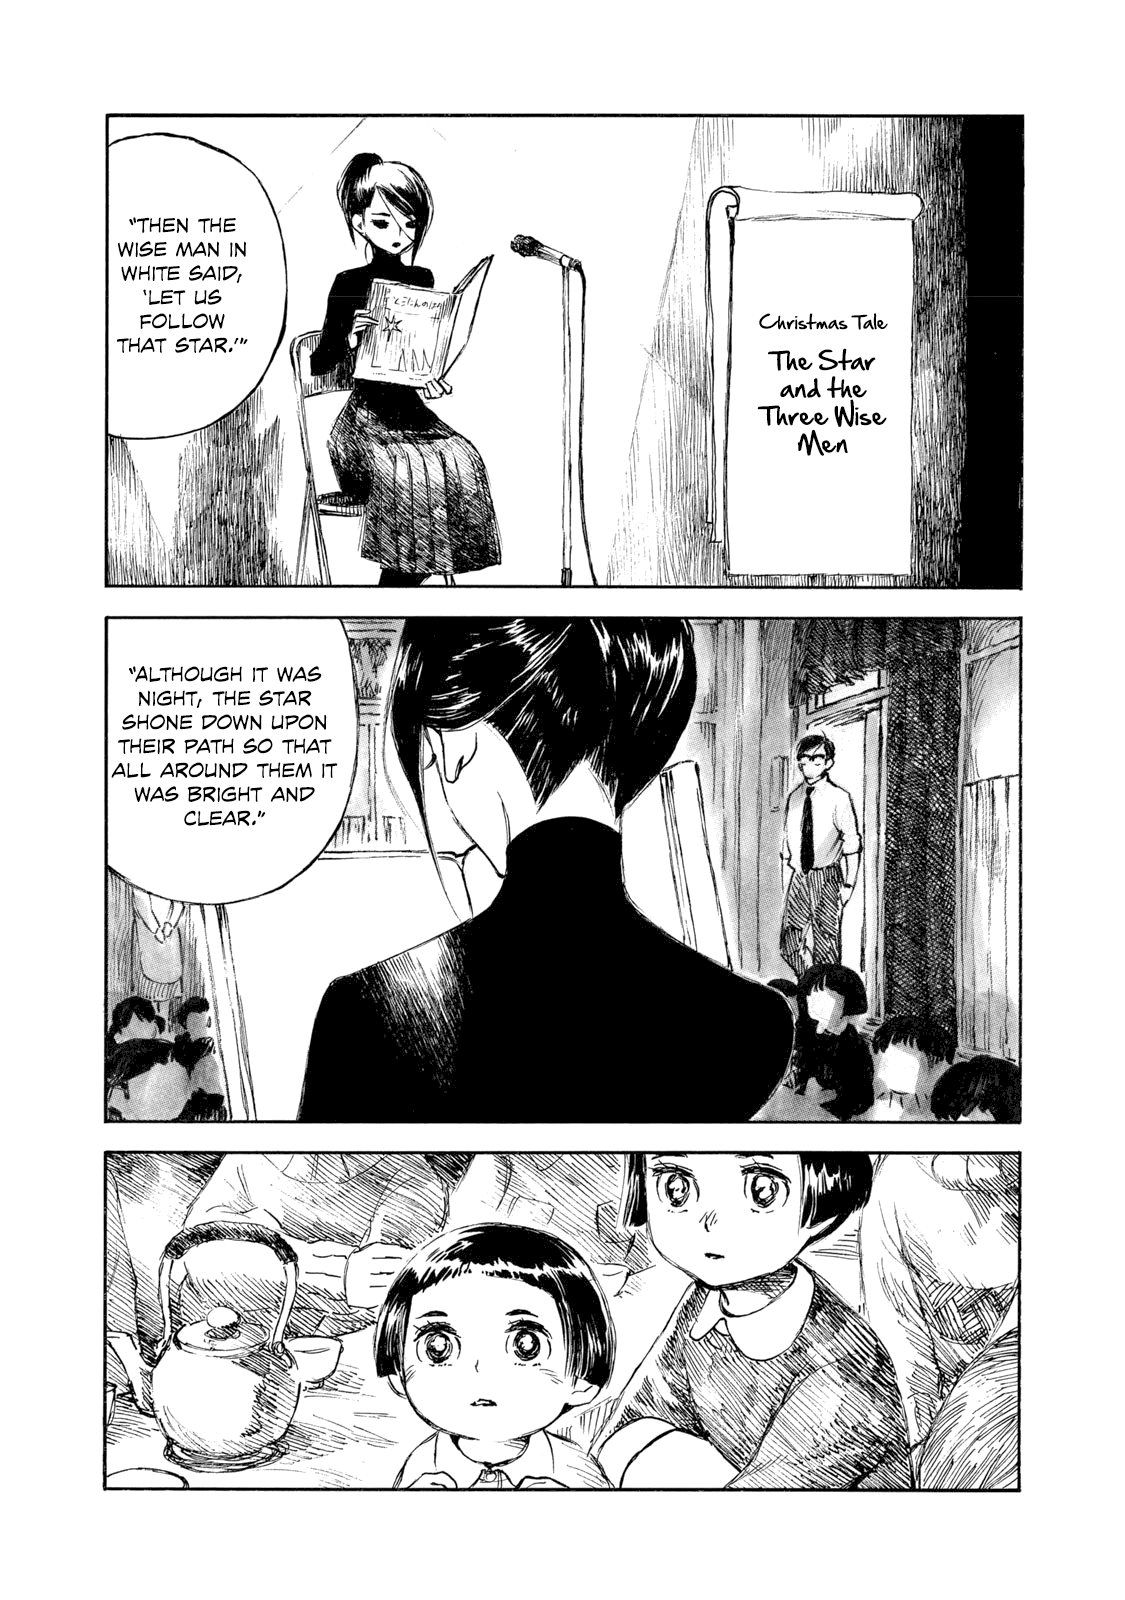 "THEN THE
WISE MAN IN
WHITE SAID,
'LET US
FOLLOW
THAT STAR.'"
Christmas Tale
The Star
and the
Three Wise
Men
"ALTHOUGH IT WAS
NIGHT, THE STAR
SHONE DOWN UPON
THEIR PATH SO THAT
ALL AROUND THEM IT
WAS BRIGHT AND
CLEAR."